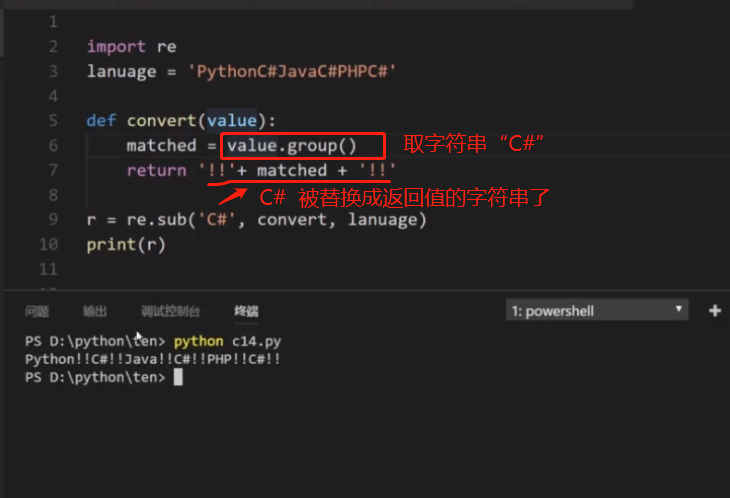 1
2 import re
3 lanuage = 'PythonC#JavaC#PHPC#'
4
5 def convert(value):
6 matched = value.group() 取字符串“C#”
7 return '!!'+ matched + '!!'
8 C# 被替换成返回值的字符串了
9 r = re.sub('C#', convert, lanuage)
10 print(r)
11
问题 输出 调试控制台 终端 1: powershell
PS D:\python\ten> python c14.py
Python!!C#!!Java!!C#!!PHP!!C#!!
PS D:\python\ten>